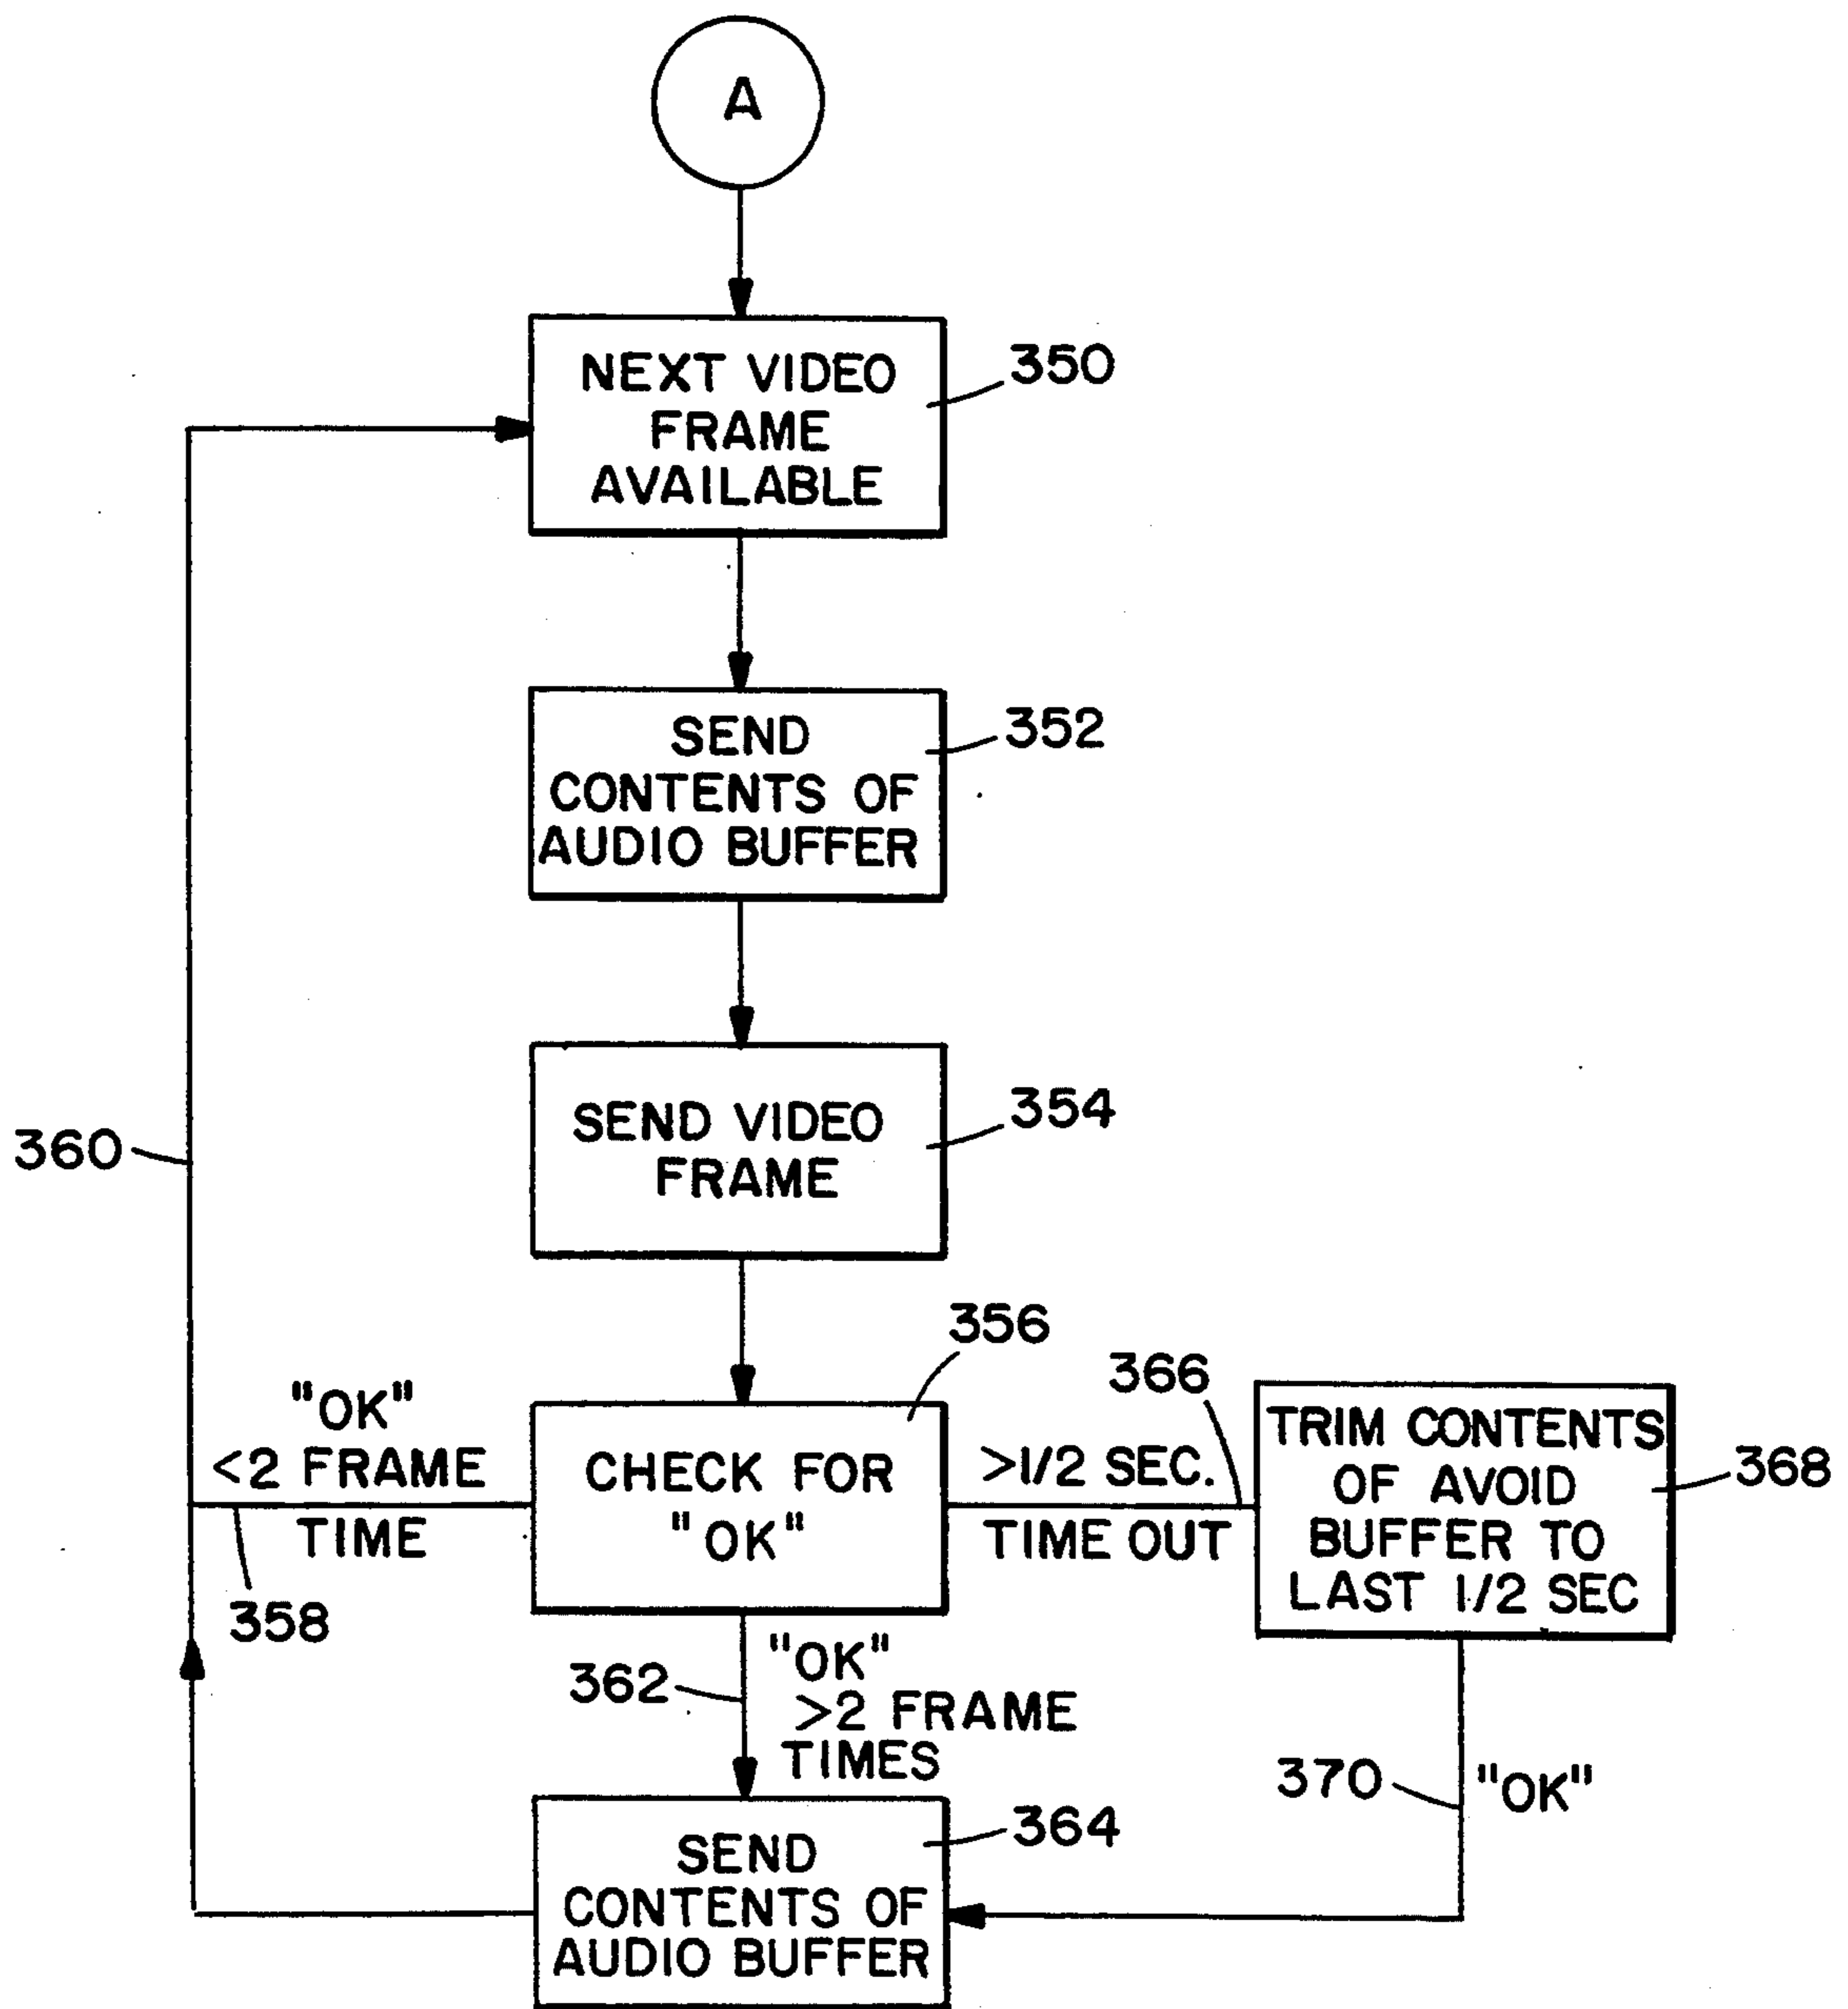 A
NEXT VIDEO
FRAME
AVAILABLE
350
SEND
CONTENTS OF
AUDIO BUFFER
352
SEND VIDEO
FRAME
354
360
356
"OK"
<2 FRAME
TIME
358
CHECK FOR
"OK"
366
>1/2 SEC.
TIME OUT
TRIM CONTENTS
OF AVOID
BUFFER TO
LAST 1/2 SEC
368
362
"OK"
>2 FRAME
TIMES
370
"OK"
SEND
CONTENTS OF
AUDIO BUFFER
364